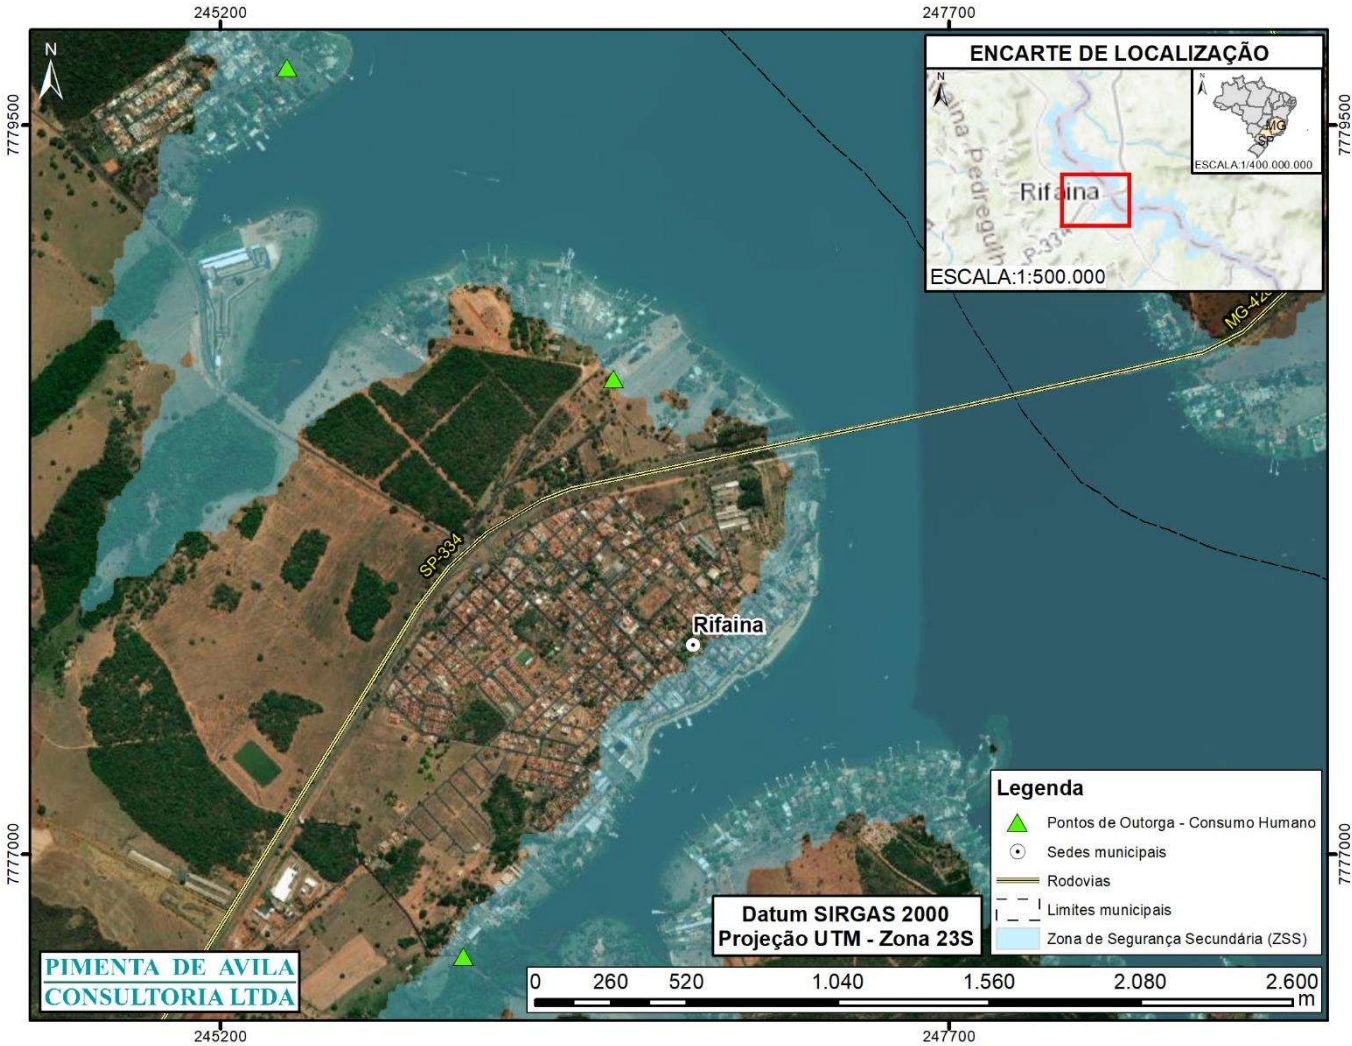 245200
247700
N
ENCARTE DE LOCALIZAÇÃO
N
N
MG
SP
ESCALA:1/400.000.000
Rifaina
ESCALA:1:500.000
7779500
7779500
SP-334
Rifaina
7777000
7777000
Legenda
Pontos de Outorga - Consumo Humano
Sedes municipais
Rodovias
Limites municipais
Zona de Segurança Secundária (ZSS)
Datum SIRGAS 2000
Projeção UTM - Zona 23S
PIMENTA DE AVILA
CONSULTORIA LTDA
0 260 520 1.040 1.560 2.080 2.600
m
245200
247700